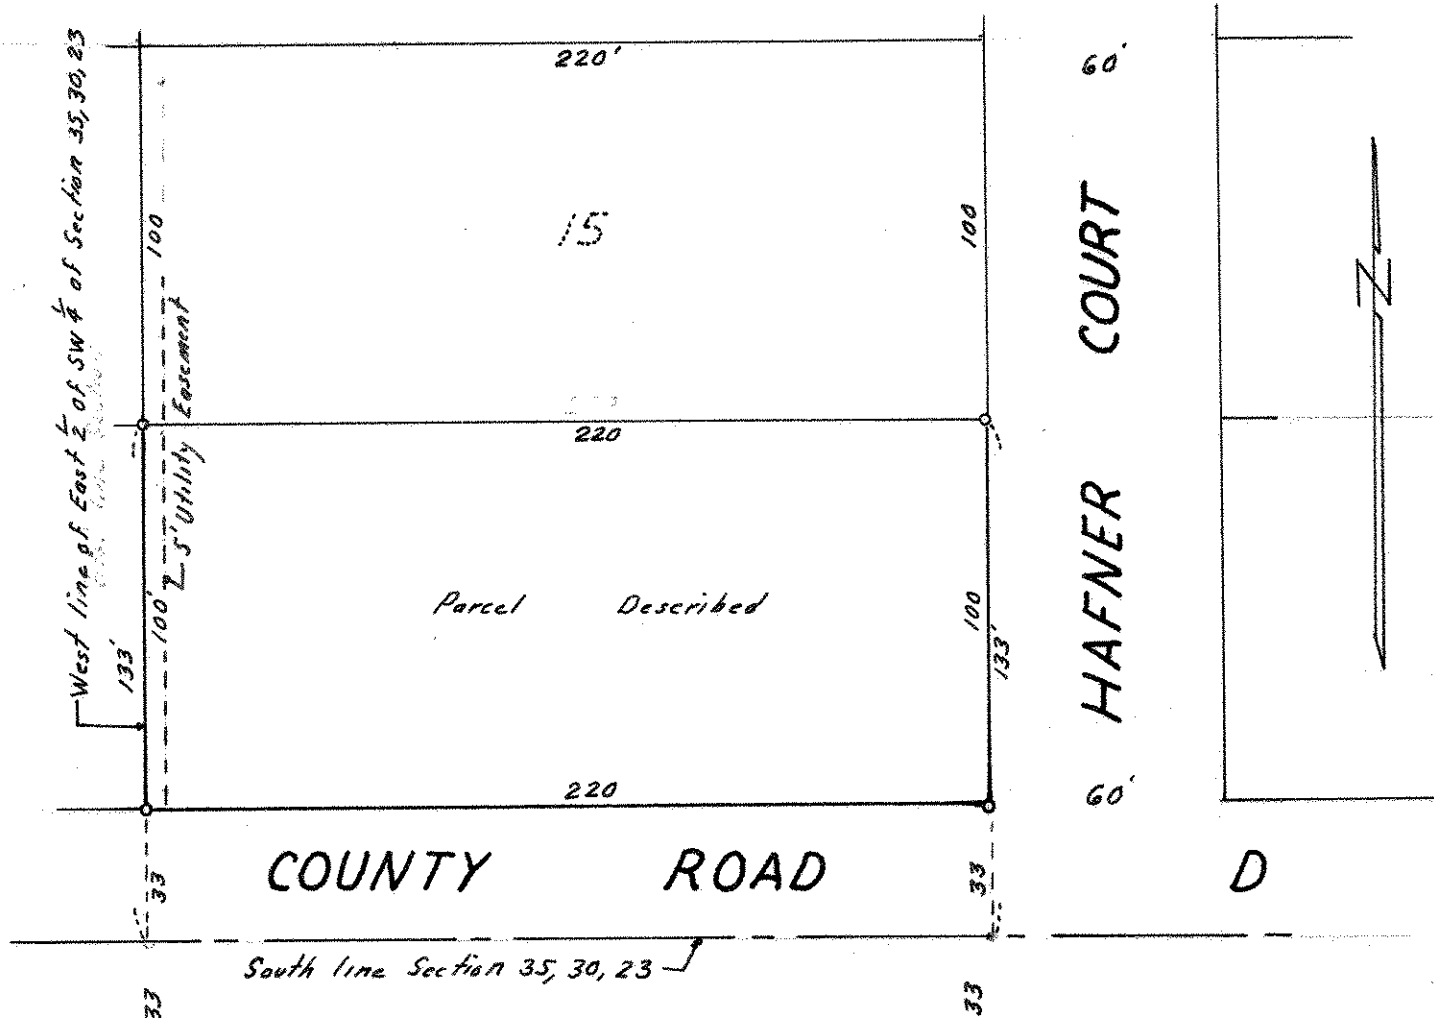 220'
60'
West line of East ½ of SW ¼ of Section 35, 30, 23
100
15
100
COURT
5' Utility Easement
220
HAFNER
Parcel Described
133'
100'
100
133'
220
60'
COUNTY ROAD D
33
33
South line Section 35, 30, 23
33
33
N